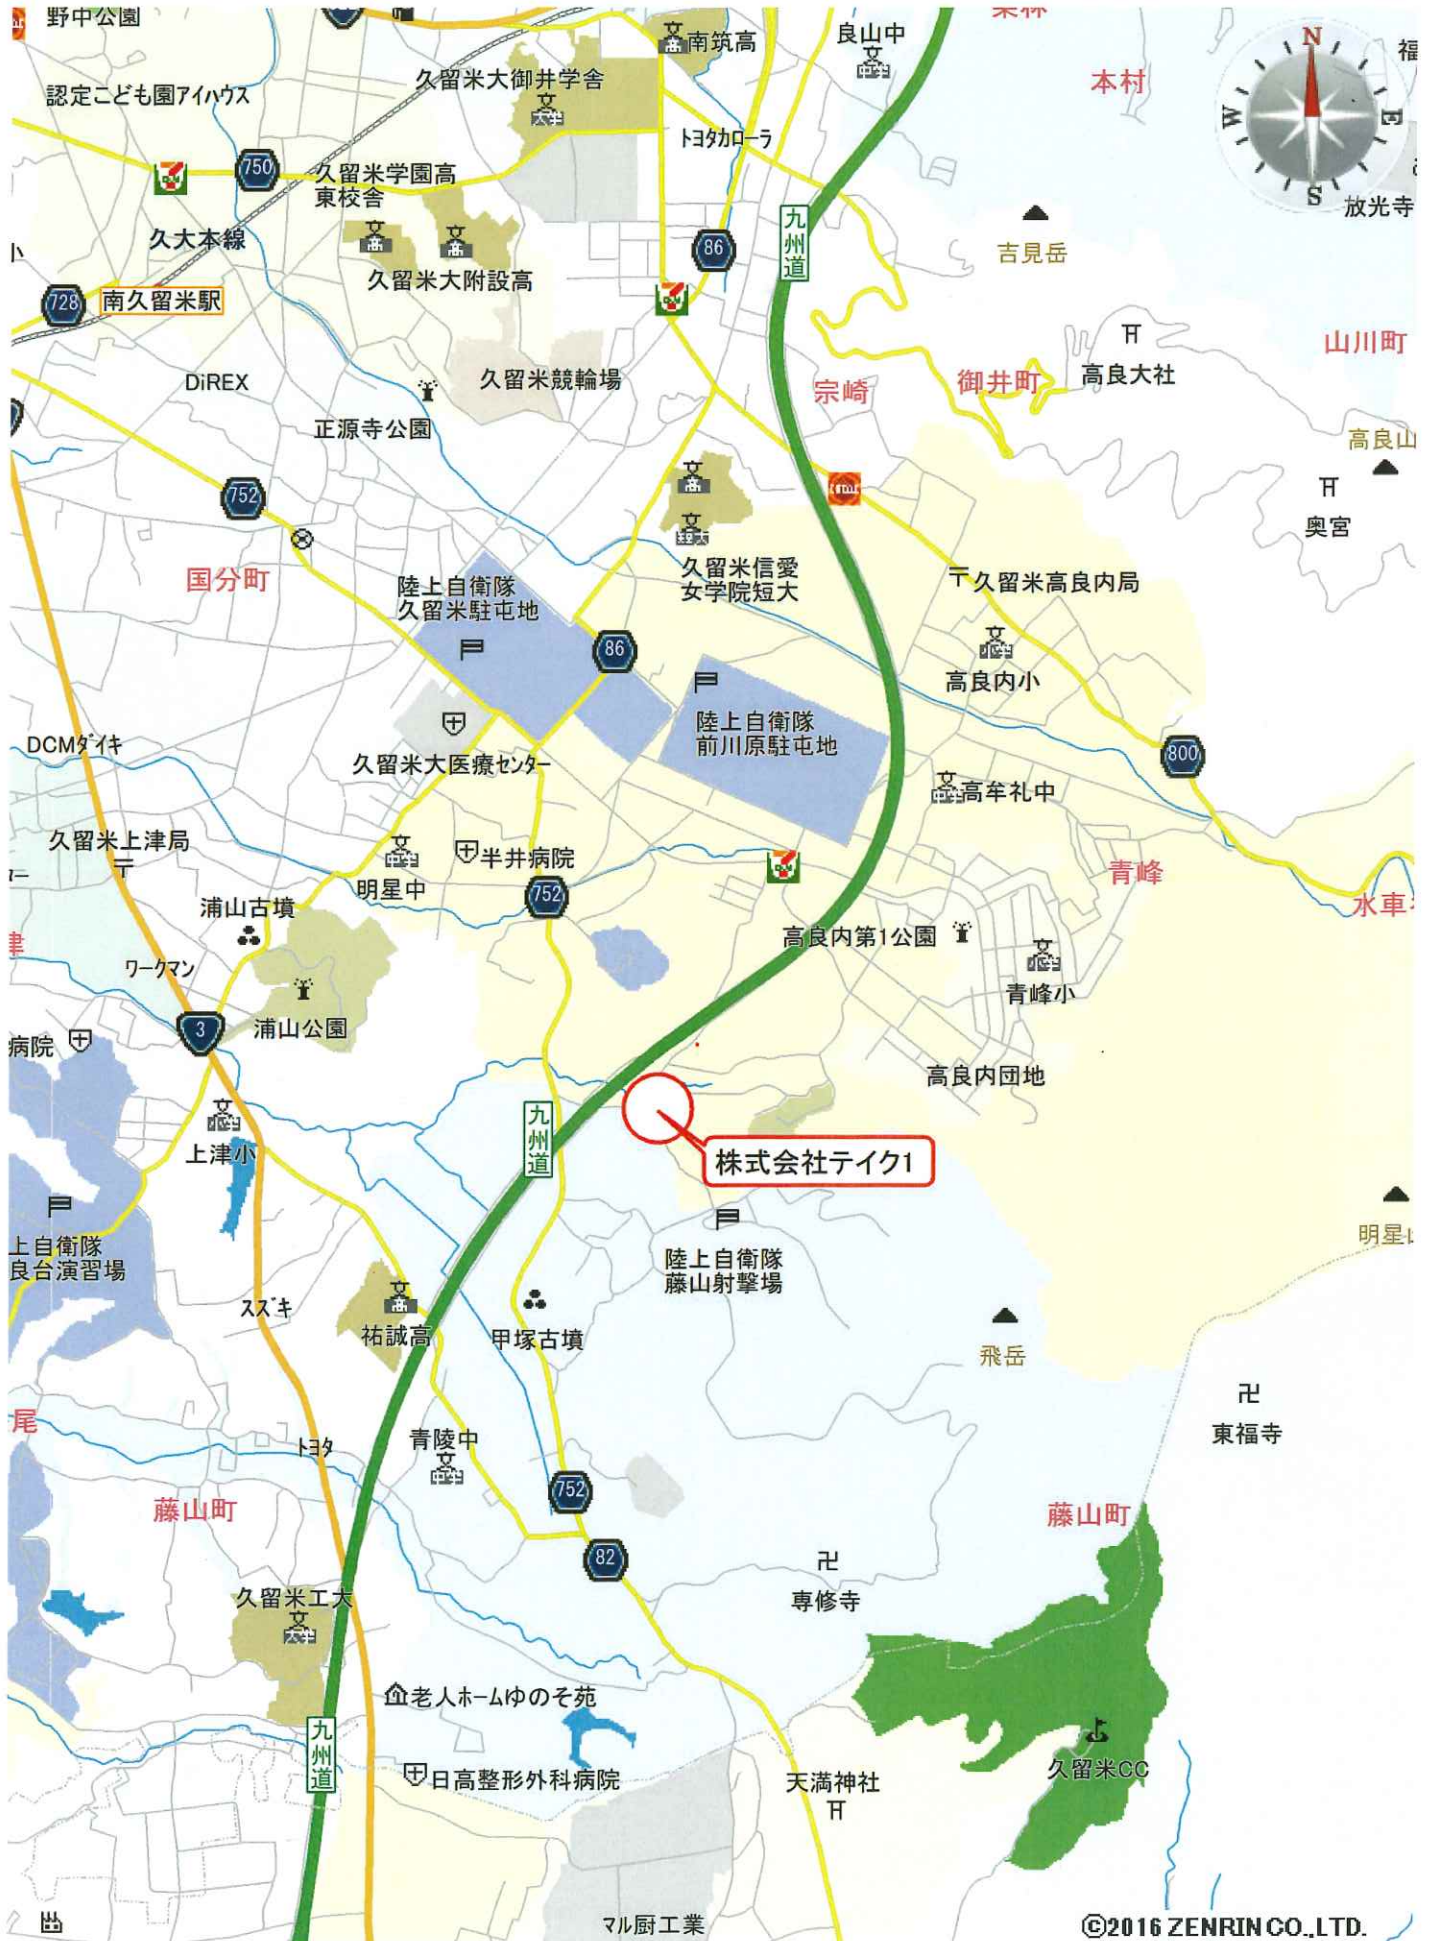 野中公園
南筑高
良山中
久留米大御井学舎
本村
認定こども園アイハウス
トヨタカローラ
N
W
E
S
750
久留米学園高
東校舎
放光寺
久大本線
86
九州道
吉見岳
久留米大附設高
728
南久留米駅
山川町
高良大社
DiREX
久留米競輪場
宗崎
御井町
正源寺公園
高良山
752
奥宮
国分町
陸上自衛隊
久留米駐屯地
久留米信愛
女学院短大
久留米高良内局
86
高良内小
陸上自衛隊
前川原駐屯地
DCMダイキ
久留米大医療センター
800
高牟礼中
久留米上津局
半井病院
明星中
青峰
752
浦山古墳
水車
津
高良内第1公園
ワークマン
青峰小
3
浦山公園
病院
高良内団地
九州道
上津小
株式会社テイク1
明星山
上自衛隊
良台演習場
陸上自衛隊
藤山射撃場
スズキ
祐誠高
甲塚古墳
飛岳
尾
東福寺
トヨタ
青陵中
752
藤山町
藤山町
82
久留米工大
専修寺
老人ホームゆのそ苑
九州道
日高整形外科病院
天満神社
久留米CC
マル厨工業
©2016 ZENRIN CO.,LTD.